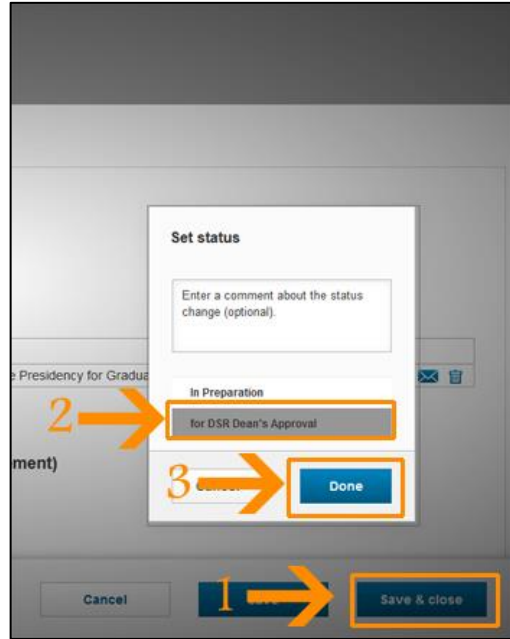 Set status
Enter a comment about the status
change (optional).
e Presidency for Gradua
In Preparation
2
for DSR Dean's Approval
ment)
3
Done
Cancel
1
Save & close